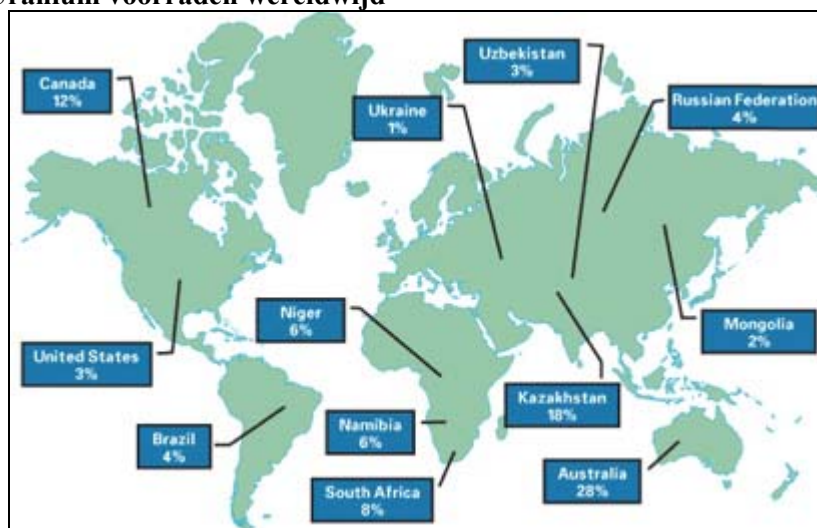 Uranium voorraden wereldwijd
Canada
12%
Uzbekistan
3%
Ukraine
1%
Russian Federation
4%
Niger
6%
Mongolia
2%
United States
3%
Kazakhstan
18%
Brazil
4%
Namibia
6%
Australia
28%
South Africa
8%